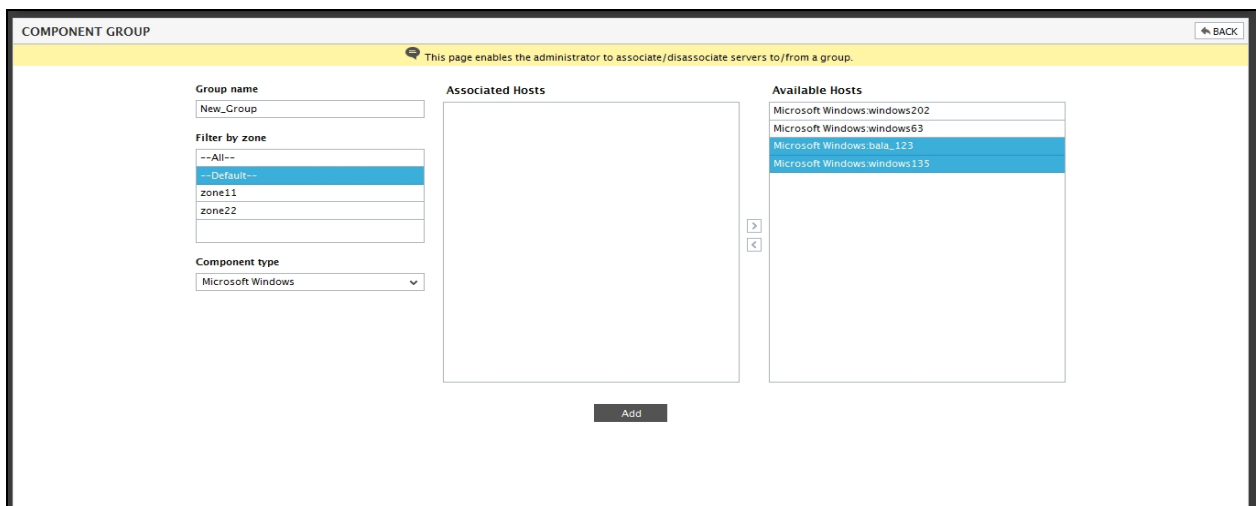 COMPONENT GROUP
BACK
This page enables the administrator to associate/disassociate servers to/from a group.
Group name
New_Group
Filter by zone
--All--
--Default--
zone11
zone22
Component type
Microsoft Windows
Associated Hosts
>
<
Available Hosts
Microsoft Windows:windows202
Microsoft Windows:windows63
Microsoft Windows:bala_123
Microsoft Windows:windows135
Add